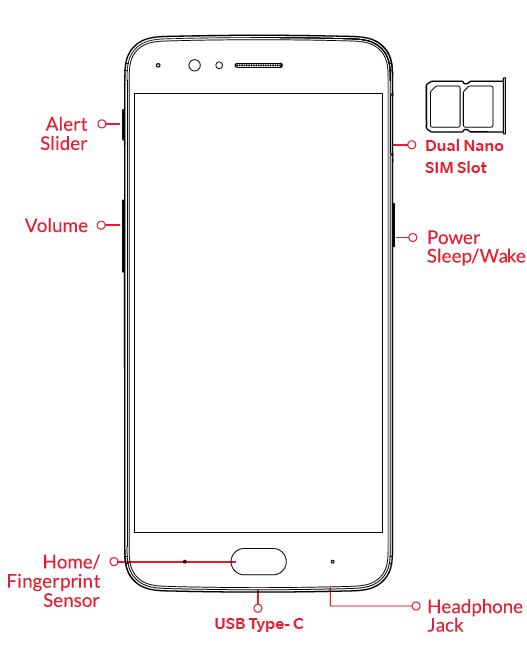 Alert
Slider
Dual Nano
SIM Slot
Volume
Power
Sleep/Wake
Home/
Fingerprint
Sensor
USB Type- C
Headphone
Jack